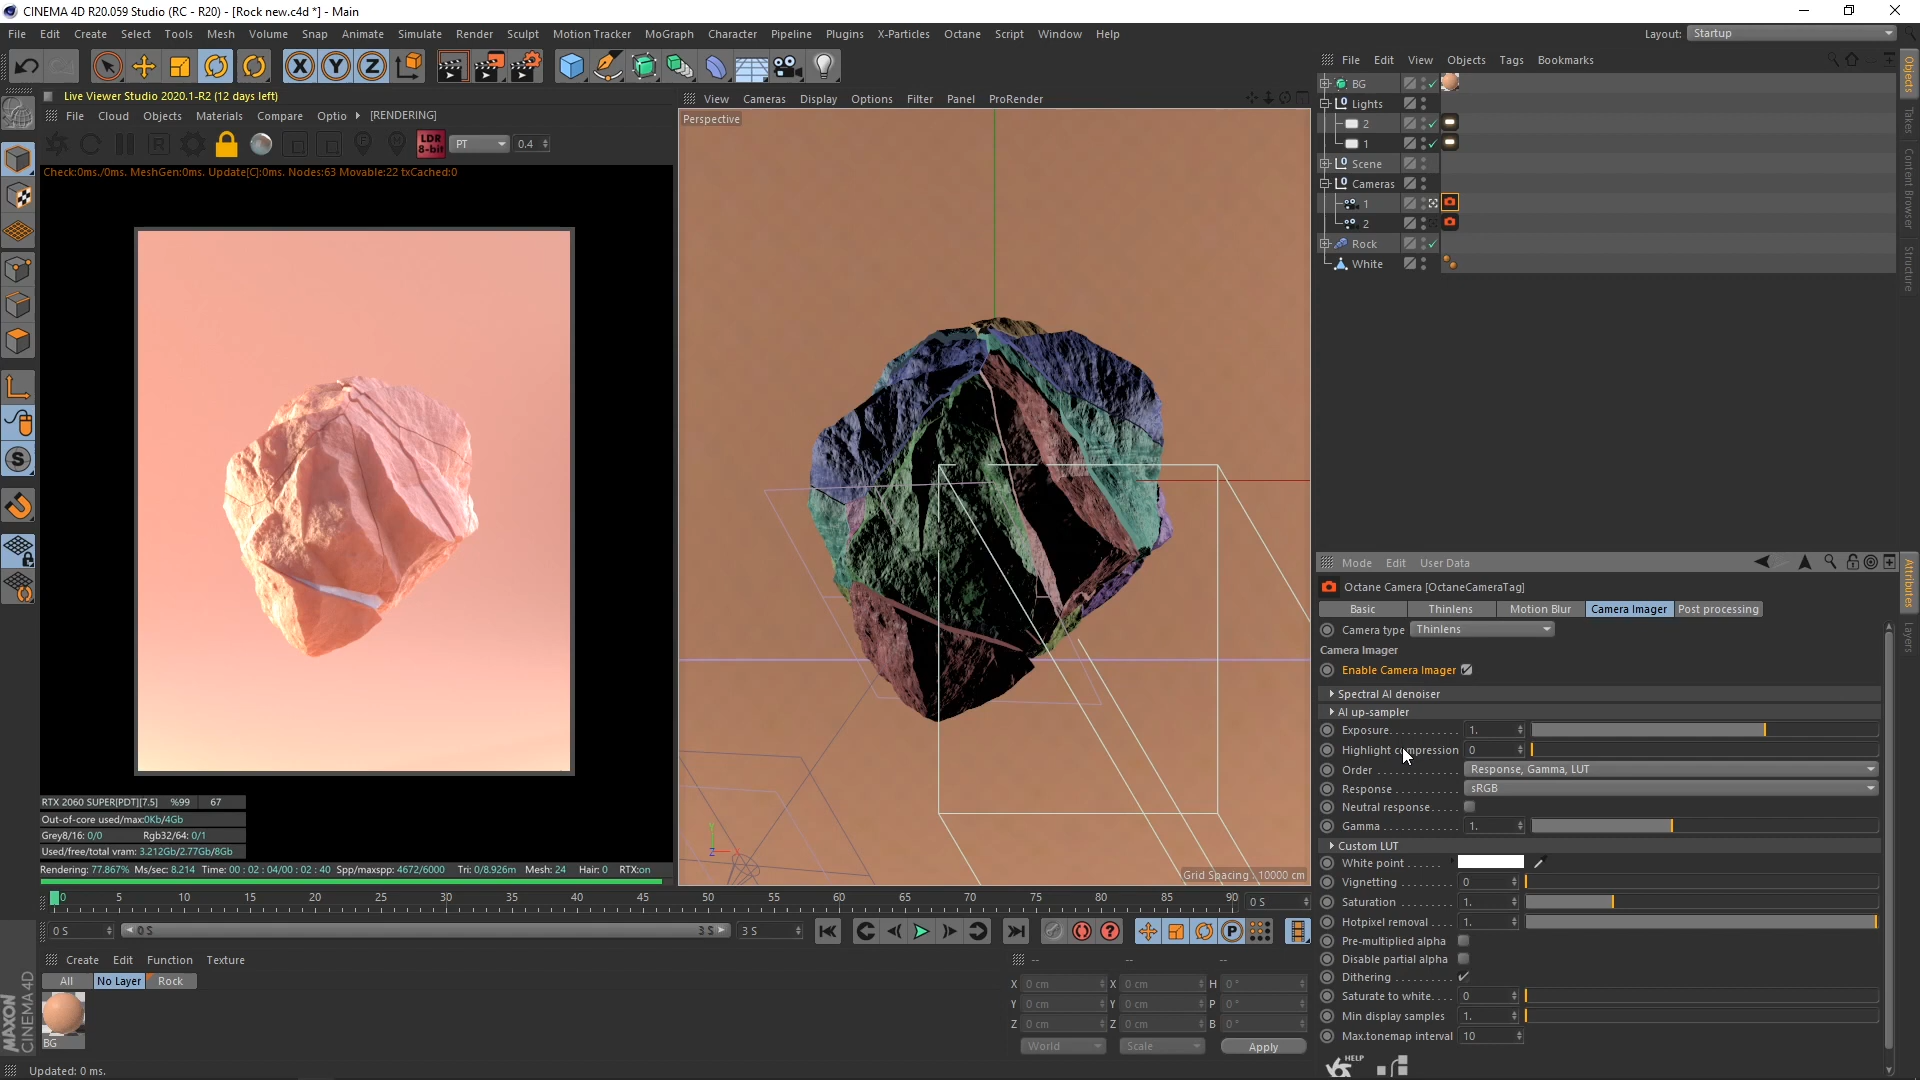 CINEMA 4D R20.059 Studio (RC - R20) - [Rock new.c4d *] - Main
File Edit Create Select Tools Mesh Volume Snap Animate Simulate Render Sculpt Motion Tracker MoGraph Character Pipeline Plugins X-Particles Octane Script Window Help
Layout: Startup
X Y Z
Live Viewer Studio 2020.1-R2 (12 days left)
File Cloud Objects Materials Compare Optio [RENDERING]
R LDR 8-bit PT 0.4
Check:0ms./0ms. MeshGen:0ms. Update[C]:0ms. Nodes:63 Movable:22 txCached:0
RTX 2060 SUPER[PDT][7.5] %99 67
Out-of-core used/max:0Kb/4Gb
Grey8/16: 0/0 Rgb32/64: 0/1
Used/free/total vram: 3.212Gb/2.77Gb/8Gb
Rendering: 77.867% Ms/sec: 8.214 Time: 00 : 02 : 04/00 : 02 : 40 Spp/maxspp: 4672/6000 Tri: 0/8.926m Mesh: 24 Hair: 0 RTX:on
View Cameras Display Options Filter Panel ProRender
Perspective
Y
Z
Grid Spacing : 10000 cm
File Edit View Objects Tags Bookmarks
BG
Lights
2
1
Scene
Cameras
1
2
Rock
White
Objects
Takes
Content Browser
Structure
Mode Edit User Data
Octane Camera [OctaneCameraTag]
Basic Thinlens Motion Blur Camera Imager Post processing
Camera type Thinlens
Camera Imager
Enable Camera Imager
Spectral AI denoiser
AI up-sampler
Exposure 1.
Highlight compression 0
Order Response, Gamma, LUT
Response sRGB
Neutral response
Gamma 1.
Custom LUT
White point
Vignetting 0
Saturation 1.
Hotpixel removal 1.
Pre-multiplied alpha
Disable partial alpha
Dithering
Saturate to white 0
Min display samples 1.
Max.tonemap interval 10
HELP
Attributes
Layers
0 5 10 15 20 25 30 35 40 45 50 55 60 65 70 75 80 85 90 0 S
0 S 0 S 3 S 3 S
P
Create Edit Function Texture
All No Layer Rock
BG
-- -- --
X 0 cm X 0 cm H 0 °
Y 0 cm Y 0 cm P 0 °
Z 0 cm Z 0 cm B 0 °
World Scale Apply
MAXON CINEMA 4D
Updated: 0 ms.